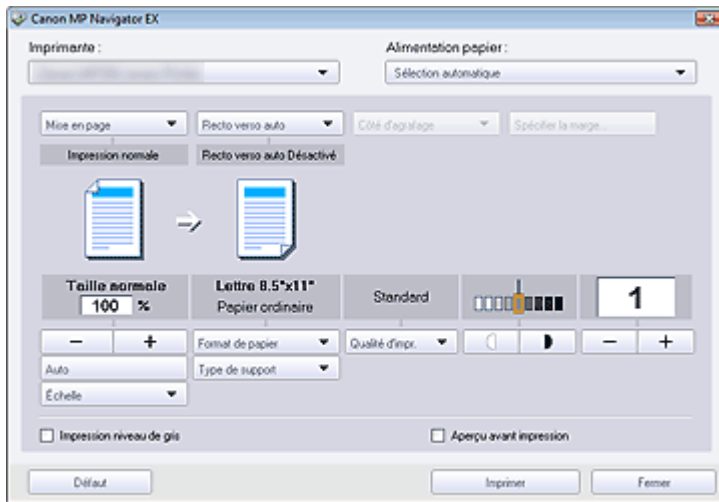 Canon MP Navigator EX
Imprimante :
Alimentation papier :
Sélection automatique
Mise en page
Recto verso auto
Côté d'agrafage
Spécifier la marge...
Impression normale
Recto verso auto Désactivé
Taille normale
100 %
Lettre 8.5"x11"
Papier ordinaire
Standard
1
Format de papier
Qualité d'impr.
Auto
Type de support
Échelle
Impression niveau de gris
Aperçu avant impression
Défaut
Imprimer
Fermer